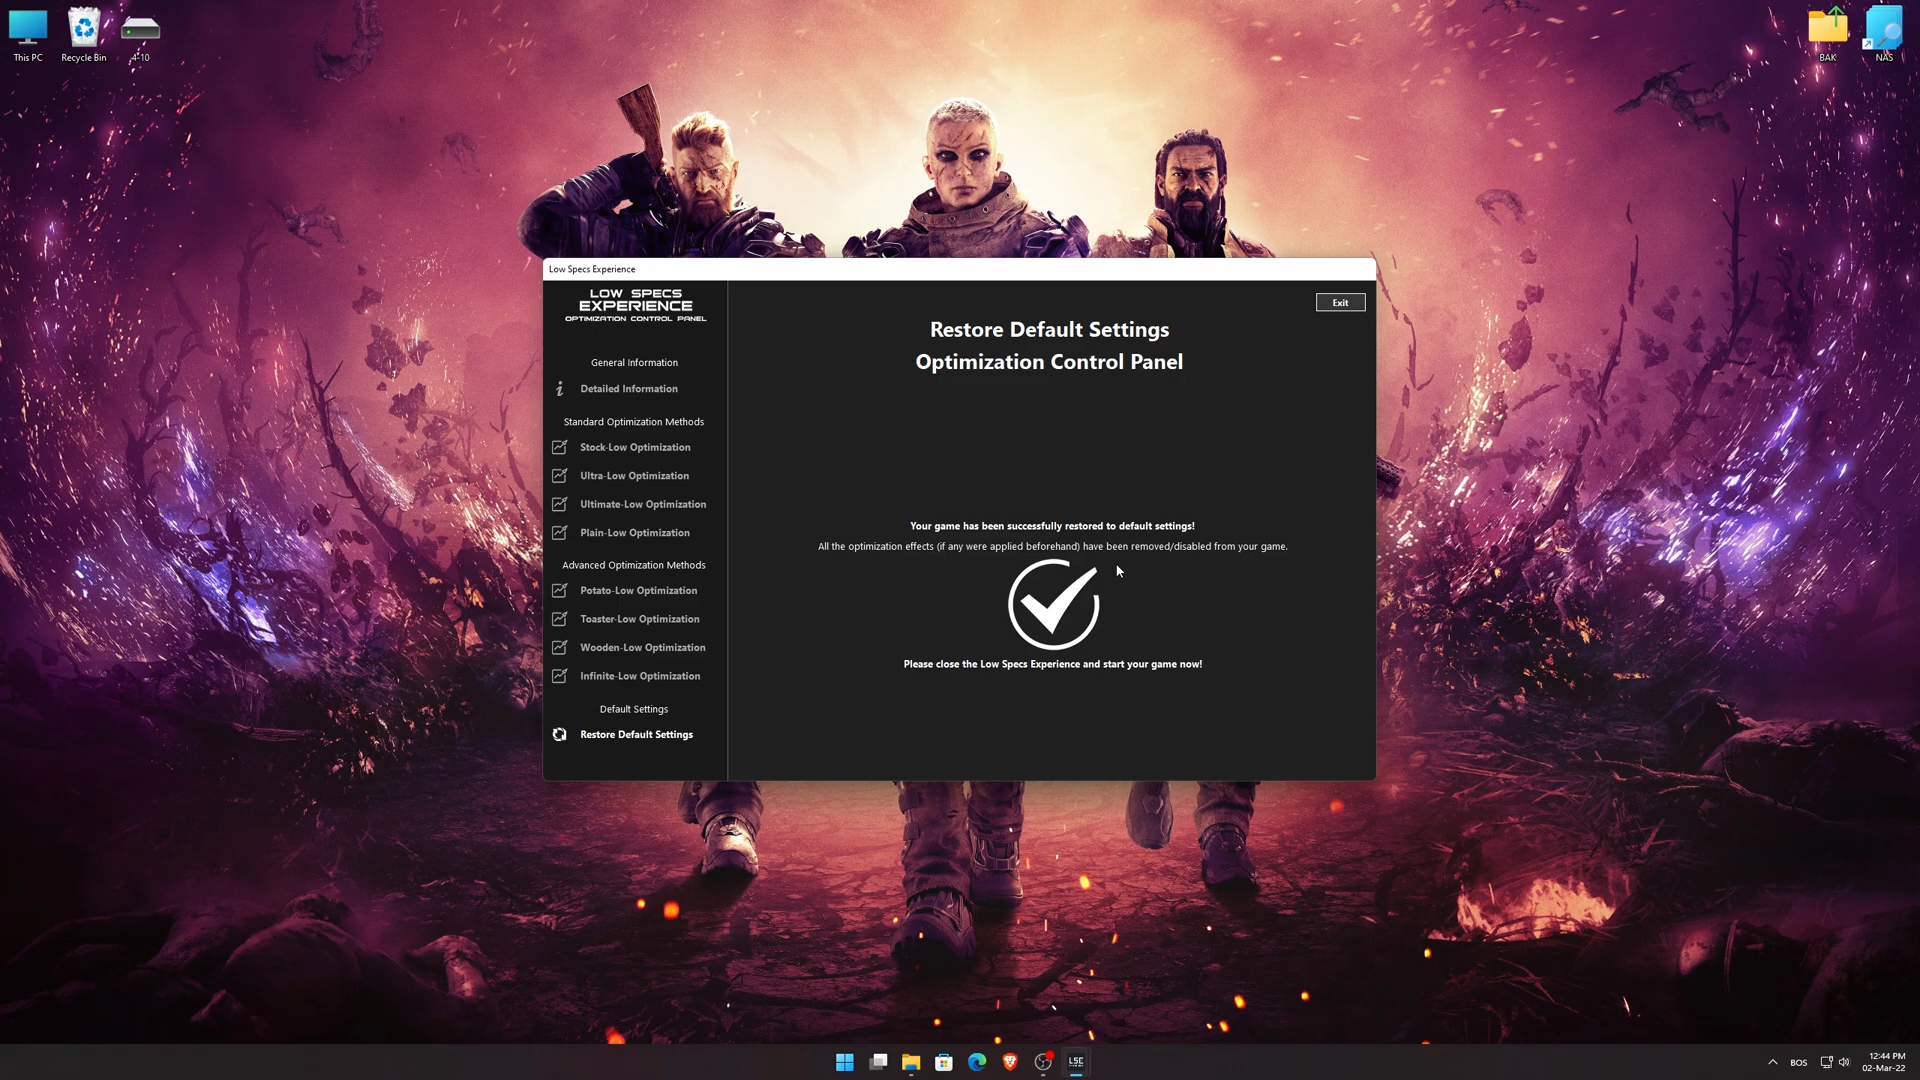 This PC
Recycle Bin
4-10
BAK
NAS
Low Specs Experience
LOW SPECS
EXPERIENCE
OPTIMIZATION CONTROL PANEL
General Information
Detailed Information
Standard Optimization Methods
Stock-Low Optimization
Ultra-Low Optimization
Ultimate-Low Optimization
Plain-Low Optimization
Advanced Optimization Methods
Potato-Low Optimization
Toaster-Low Optimization
Wooden-Low Optimization
Infinite-Low Optimization
Default Settings
Restore Default Settings
Exit
Restore Default Settings
Optimization Control Panel
Your game has been successfully restored to default settings!
All the optimization effects (if any were applied beforehand) have been removed/disabled from your game.
Please close the Low Specs Experience and start your game now!
LSE
BOS
12:44 PM
02-Mar-22